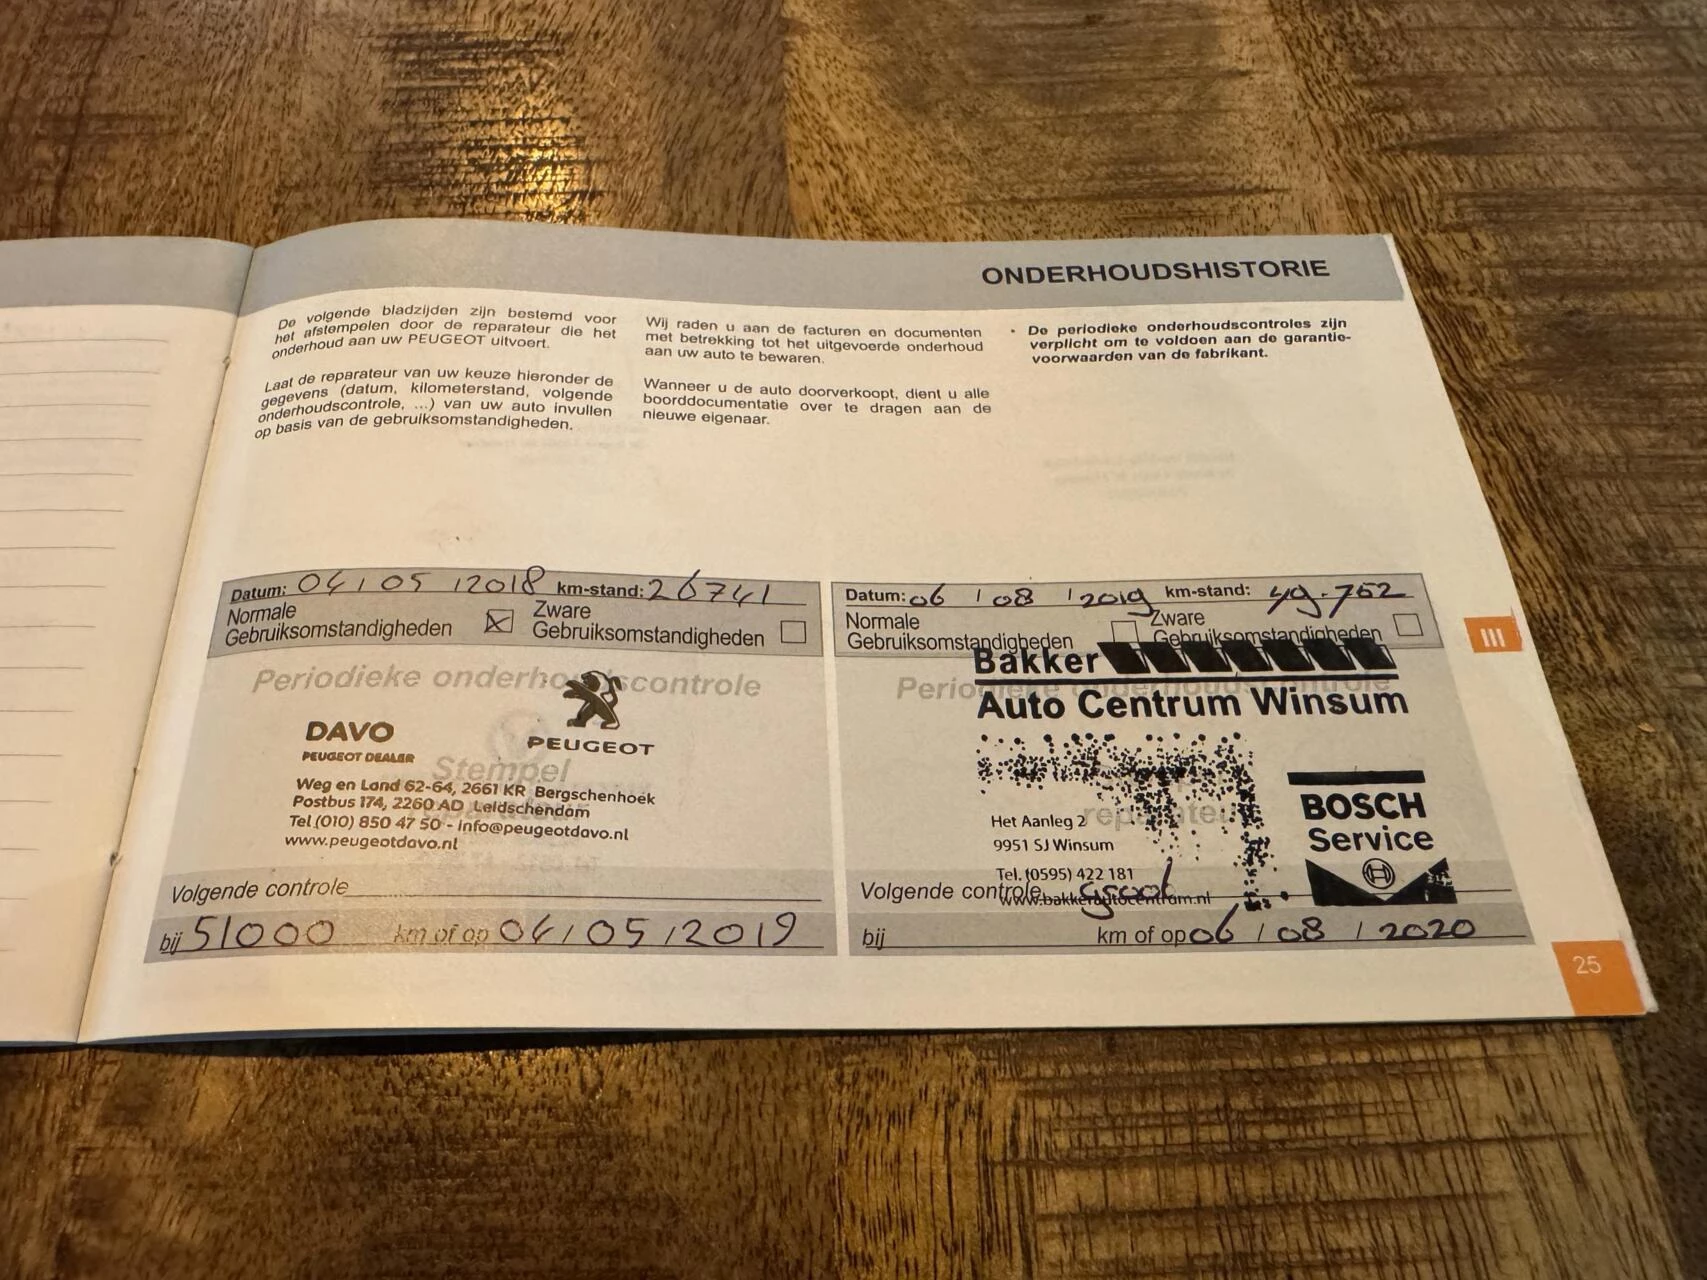 ONDERHOUDSHISTORIE
De volgende bladzijden zijn bestemd voor
het afstempelen door de reparateur die het
onderhoud aan uw PEUGEOT uitvoert.
Laat de reparateur van uw keuze hieronder de
gegevens (datum, kilometerstand, volgende
onderhoudscontrole, ...) van uw auto invullen
op basis van de gebruiksomstandigheden.
Wij raden u aan de facturen en documenten
met betrekking tot het uitgevoerde onderhoud
aan uw auto te bewaren.
Wanneer u de auto doorverkoopt, dient u alle
boorddocumentatie over te dragen aan de
nieuwe eigenaar.
• De periodieke onderhoudscontroles zijn
verplicht om te voldoen aan de garantie-
voorwaarden van de fabrikant.
Datum: 04 / 05 / 2018 km-stand: 26741
Normale
Gebruiksomstandigheden
Zware
Gebruiksomstandigheden
Periodieke onderhoudscontrole
DAVO
PEUGEOT DEALER
PEUGEOT
Stempel
reparateur
Weg en Land 62-64, 2661 KR Bergschenhoek
Postbus 174, 2260 AD Leidschendam
Tel (010) 850 47 50 - info@peugeotdavo.nl
www.peugeotdavo.nl
Volgende controle
bij 51000 km of op 04 / 05 / 2019
Datum: 06 / 08 / 2019 km-stand: 49.752
Normale
Gebruiksomstandigheden
Zware
Gebruiksomstandigheden
Periodieke onderhoudscontrole
Bakker
Auto Centrum Winsum
reparateur
Het Aanleg 2
9951 SJ Winsum
Tel. (0595) 422 181
www.bakkerautocentrum.nl
BOSCH
Service
Volgende controle
bij km of op 06 / 08 / 2020
III
25